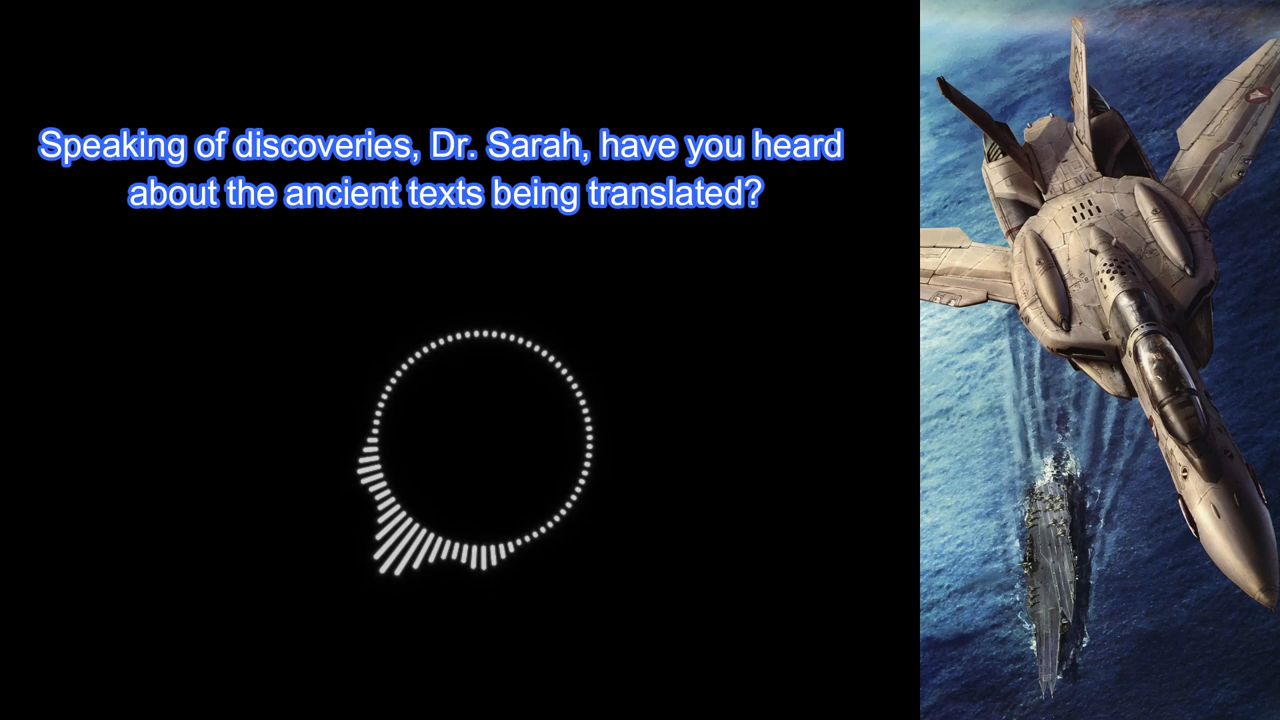 Speaking of discoveries, Dr. Sarah, have you heard
about the ancient texts being translated?